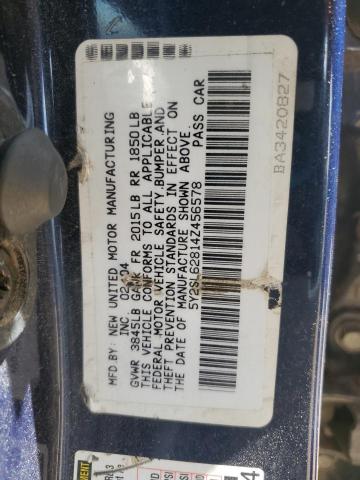 MFD BY: NEW UNITED MOTOR MANUFACTURING
INC. 02/04
GVWR 3845LB GAWR FR 2015LB RR 1850LB
THIS VEHICLE CONFORMS TO ALL APPLICABLE
FEDERAL MOTOR VEHICLE SAFETY, BUMPER, AND
THEFT PREVENTION STANDARDS IN EFFECT ON
THE DATE OF MANUFACTURE SHOWN ABOVE.
5Y2SL62814Z456578 PASS CAR
BA3420827